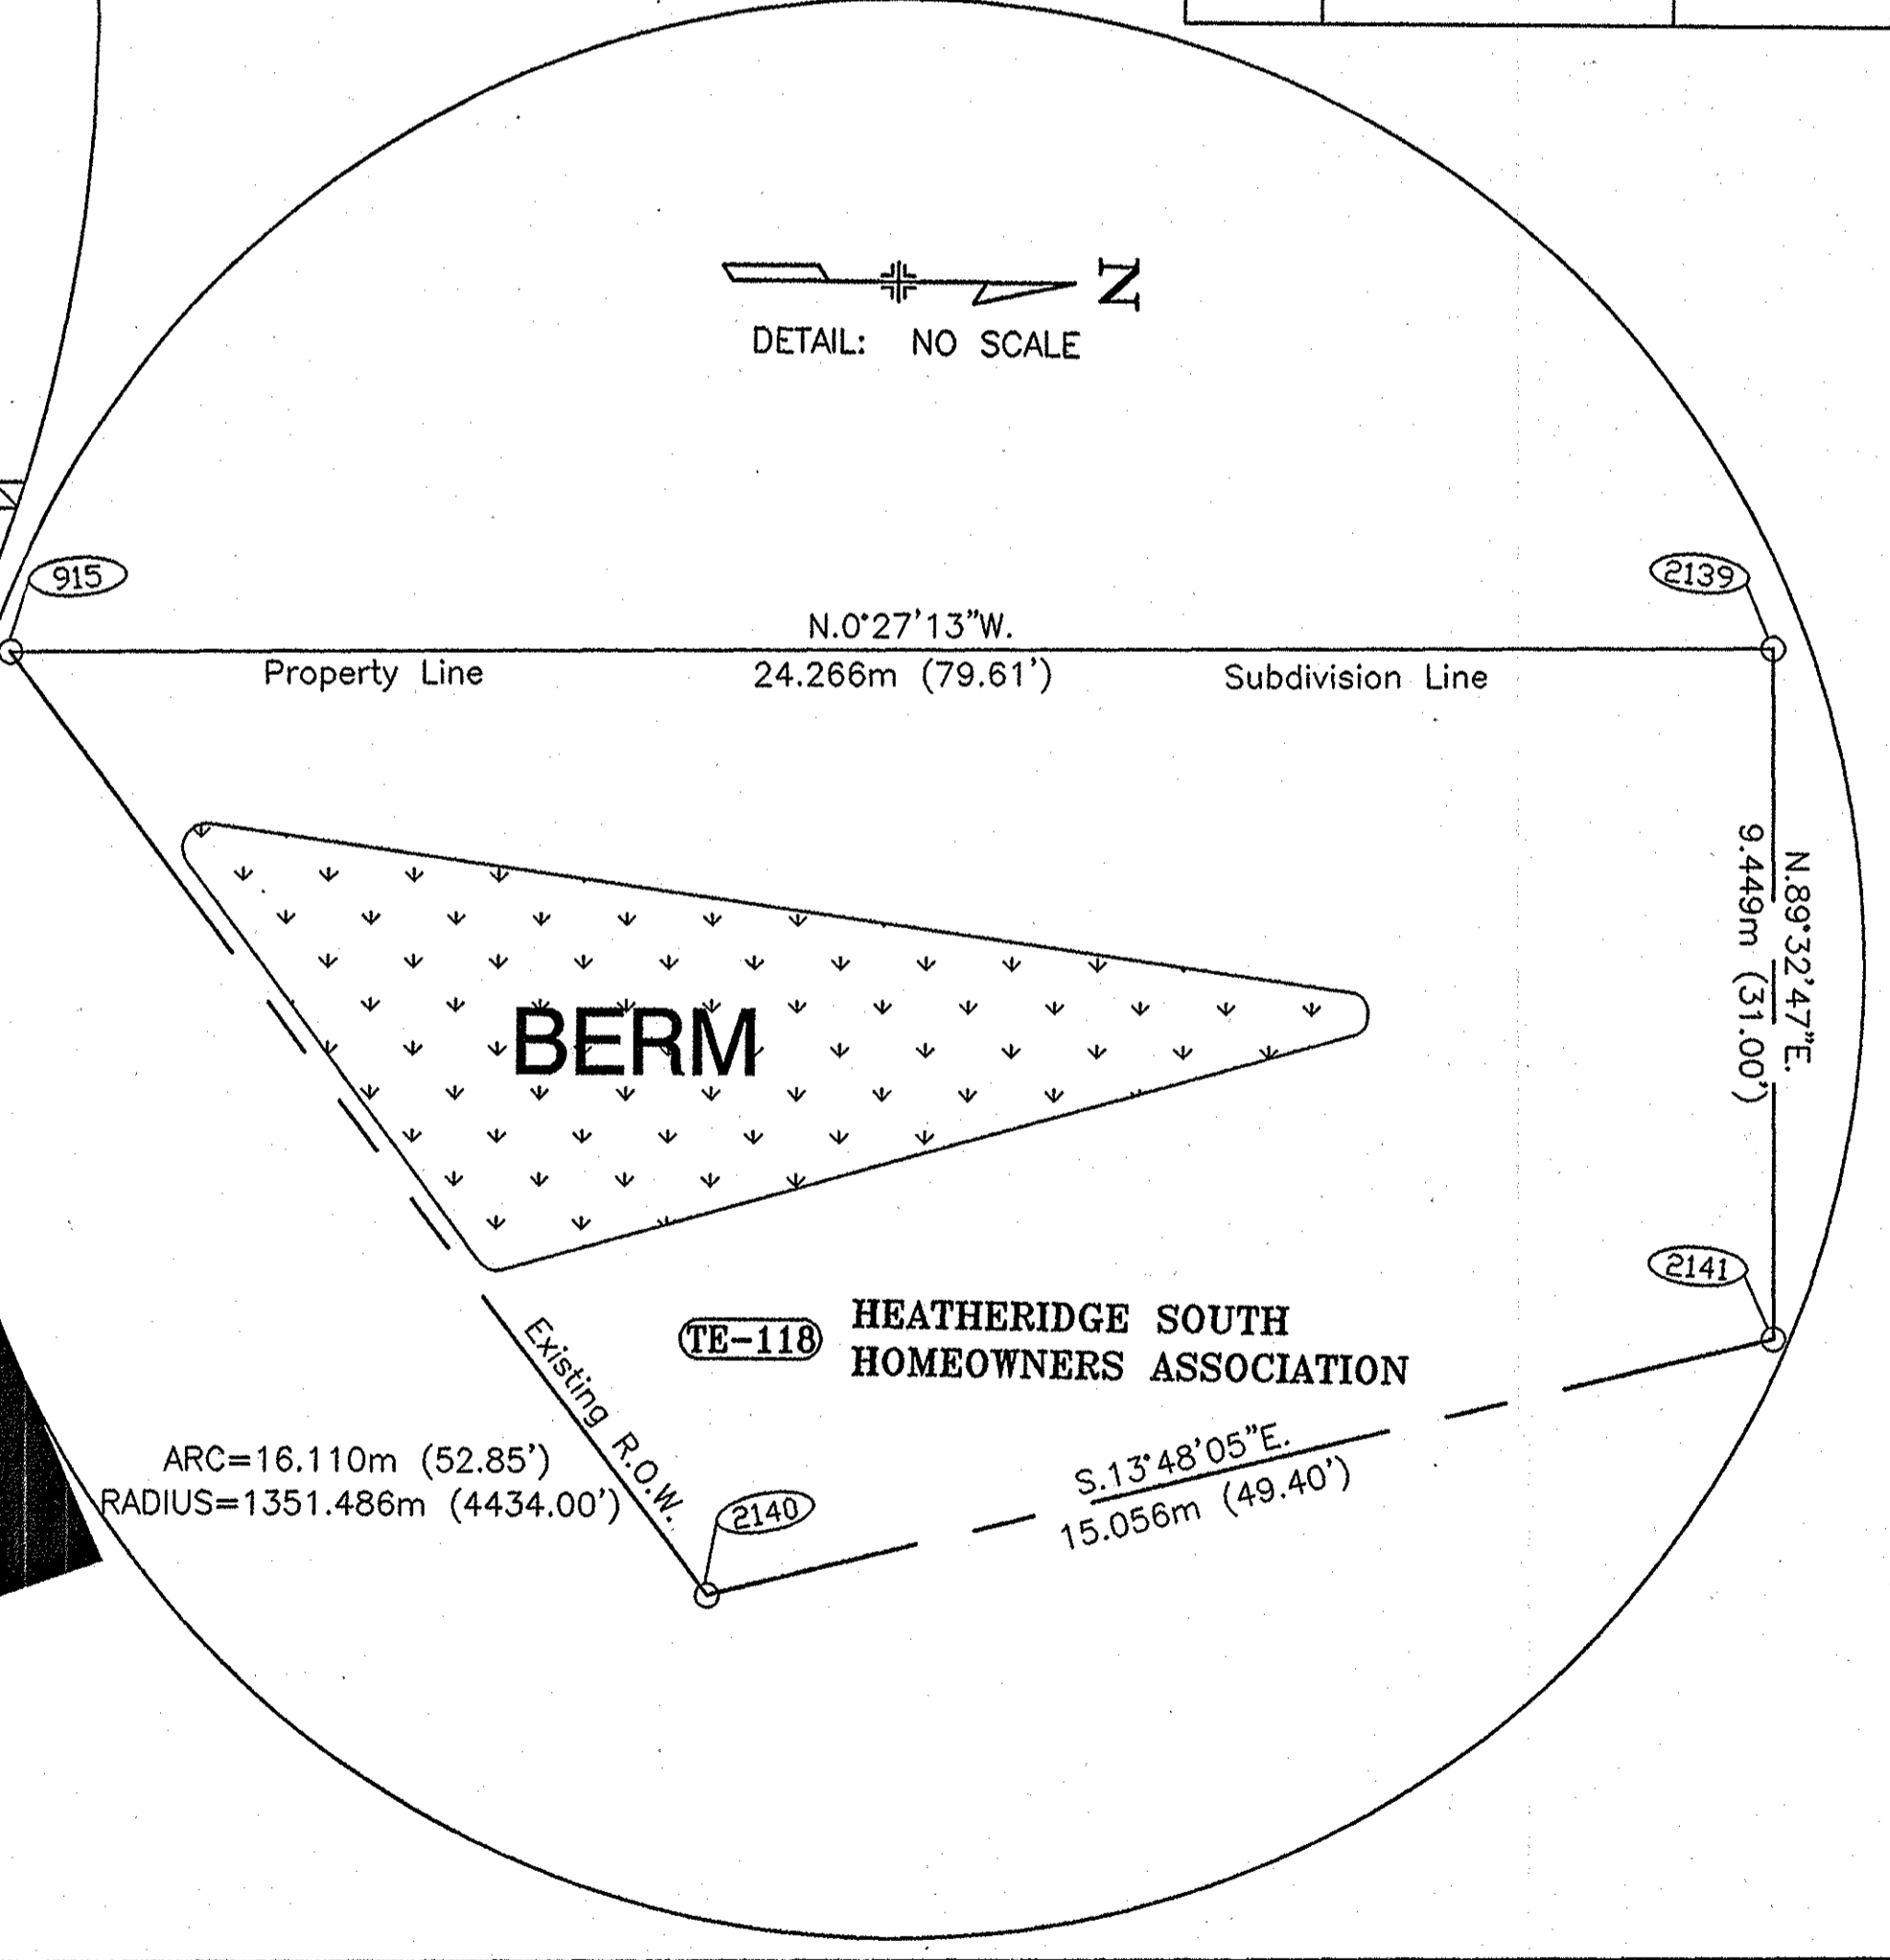 N
DETAIL: NO SCALE
915
2139
N.0°27'13"W.
Property Line
24.266m (79.61')
Subdivision Line
N.89°32'47"E.
9.449m (31.00')
BERM
2141
TE-118
HEATHERIDGE SOUTH
HOMEOWNERS ASSOCIATION
Existing R.O.W.
ARC=16.110m (52.85')
RADIUS=1351.486m (4434.00')
2140
S.13°48'05"E.
15.056m (49.40')